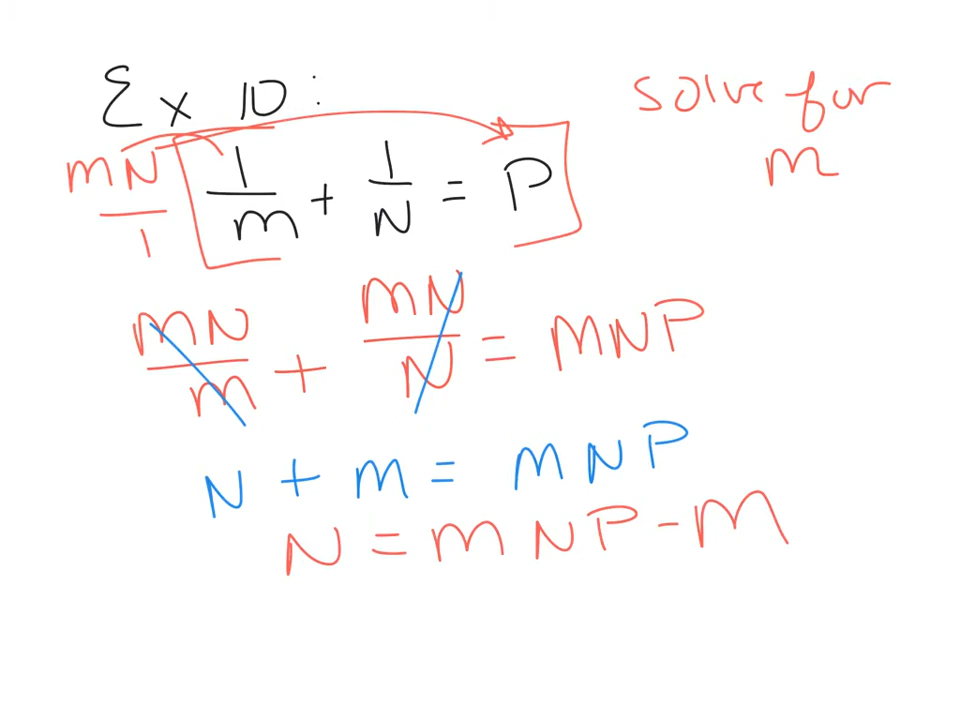 Ex 10:
solve for
m
MN/1 [1/m + 1/N = P]
MN/m + MN/N = MNP
N + m = mNP
N = mNP - M